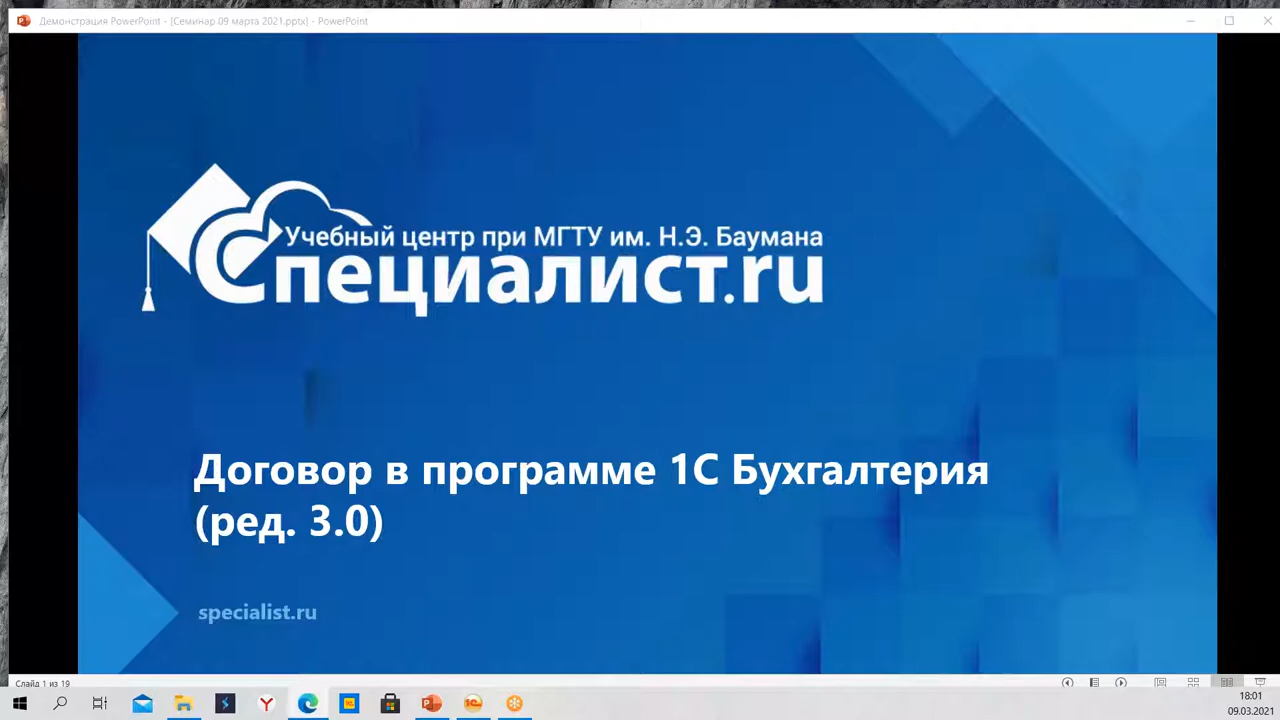 Демонстрация PowerPoint - [Семинар 09 марта 2021.pptx] - PowerPoint
Учебный центр при МГТУ им. Н.Э. Баумана
Специалист.ru
Договор в программе 1С Бухгалтерия
(ред. 3.0)
specialist.ru
Слайд 1 из 19
18:01
09.03.2021